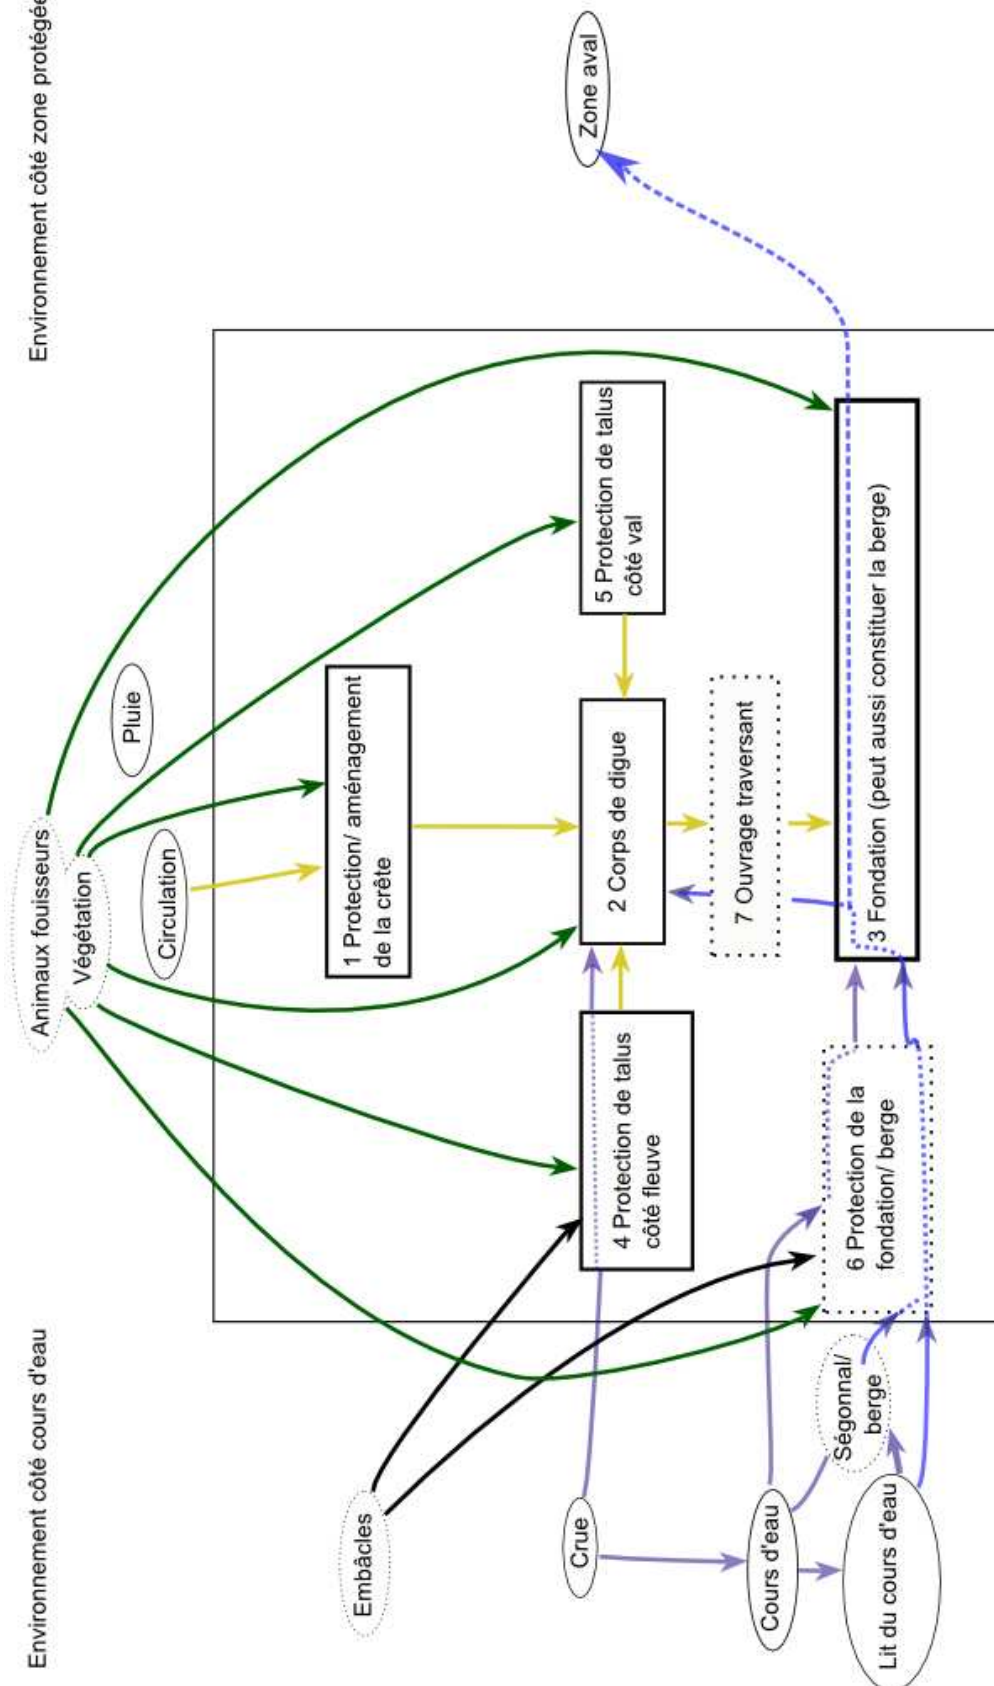 Environnement côté cours d'eau
Environnement côté zone protégée
Animaux fouisseurs
Végétation
Pluie
Circulation
Embâcles
1 Protection/ aménagement
de la crête
Crue
4 Protection de talus
côté fleuve
2 Corps de digue
5 Protection de talus
côté val
Zone aval
7 Ouvrage traversant
Cours d'eau
Ségonnal/
berge
6 Protection de la
fondation/ berge
3 Fondation (peut aussi constituer la berge)
Lit du cours d'eau